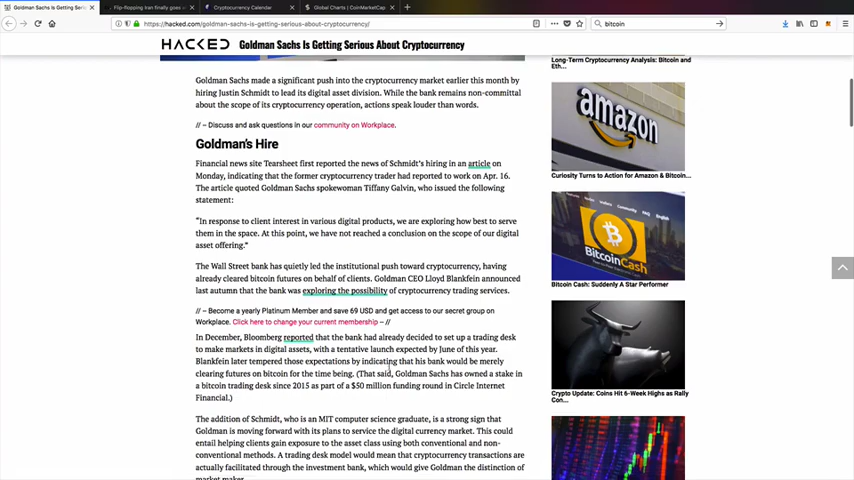 Goldman Sachs Is Getting Serious
Flip-flopping Iran finally goes a
Cryptocurrency Calendar
Global Charts | CoinMarketCap
https://hacked.com/goldman-sachs-is-getting-serious-about-cryptocurrency/
bitcoin
HACKED
Goldman Sachs Is Getting Serious About Cryptocurrency
Goldman Sachs made a significant push into the cryptocurrency market earlier this month by
hiring Justin Schmidt to lead its digital asset division. While the bank remains non-committal
about the scope of its cryptocurrency operation, actions speak louder than words.
// – Discuss and ask questions in our community on Workplace.
Goldman's Hire
Financial news site Tearsheet first reported the news of Schmidt's hiring in an article on
Monday, indicating that the former cryptocurrency trader had reported to work on Apr. 16.
The article quoted Goldman Sachs spokewoman Tiffany Galvin, who issued the following
statement:
"In response to client interest in various digital products, we are exploring how best to serve
them in the space. At this point, we have not reached a conclusion on the scope of our digital
asset offering."
The Wall Street bank has quietly led the institutional push toward cryptocurrency, having
already cleared bitcoin futures on behalf of clients. Goldman CEO Lloyd Blankfein announced
last autumn that the bank was exploring the possibility of cryptocurrency trading services.
// – Become a yearly Platinum Member and save 69 USD and get access to our secret group on
Workplace. Click here to change your current membership – //
In December, Bloomberg reported that the bank had already decided to set up a trading desk
to make markets in digital assets, with a tentative launch expected by June of this year.
Blankfein later tempered those expectations by indicating that his bank would be merely
clearing futures on bitcoin for the time being. (That said, Goldman Sachs has owned a stake in
a bitcoin trading desk since 2015 as part of a $50 million funding round in Circle Internet
Financial.)
The addition of Schmidt, who is an MIT computer science graduate, is a strong sign that
Goldman is moving forward with its plans to service the digital currency market. This could
entail helping clients gain exposure to the asset class using both conventional and non-
conventional methods. A trading desk model would mean that cryptocurrency transactions are
actually facilitated through the investment bank, which would give Goldman the distinction of
market maker.
Long-Term Cryptocurrency Analysis: Bitcoin and
Eth...
amazon
Curiosity Turns to Action for Amazon & Bitcoin...
Community
FAQ
English
BitcoinCash
Bitcoin Cash: Suddenly A Star Performer
Crypto Update: Coins Hit 6-Week Highs as Rally
Con...